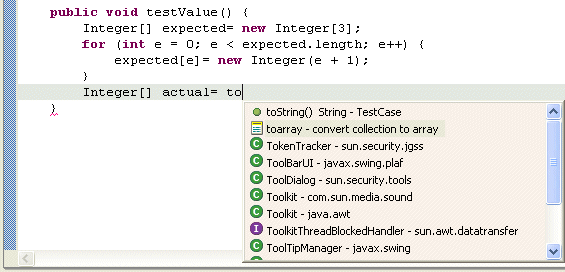 public void testValue() {
Integer[] expected= new Integer[3];
for (int e = 0; e < expected.length; e++) {
expected[e]= new Integer(e + 1);
}
Integer[] actual= to
}
toString() String - TestCase
toarray - convert collection to array
TokenTracker - sun.security.jgss
ToolBarUI - javax.swing.plaf
ToolDialog - sun.security.tools
Toolkit - com.sun.media.sound
Toolkit - java.awt
ToolkitThreadBlockedHandler - sun.awt.datatransfer
ToolTipManager - javax.swing